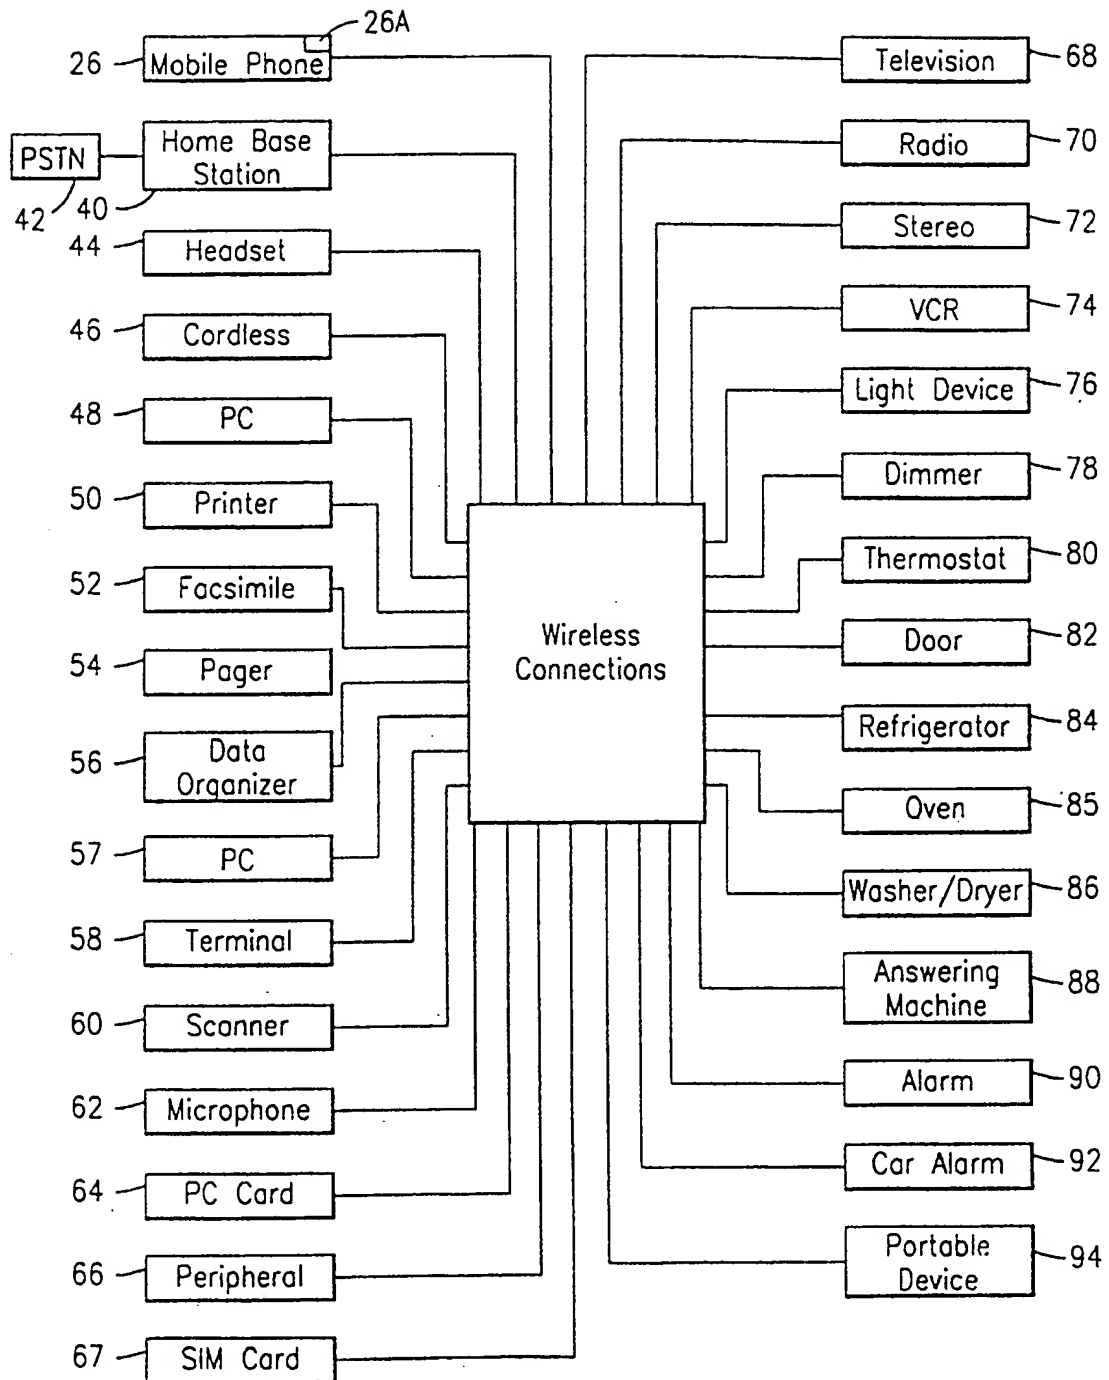 26A
26
Mobile Phone
PSTN
42
Home Base
Station
40
44
Headset
46
Cordless
48
PC
50
Printer
52
Facsimile
54
Pager
56
Data
Organizer
57
PC
58
Terminal
60
Scanner
62
Microphone
64
PC Card
66
Peripheral
67
SIM Card
Wireless
Connections
Television
68
Radio
70
Stereo
72
VCR
74
Light Device
76
Dimmer
78
Thermostat
80
Door
82
Refrigerator
84
Oven
85
Washer/Dryer
86
Answering
Machine
88
Alarm
90
Car Alarm
92
Portable
Device
94